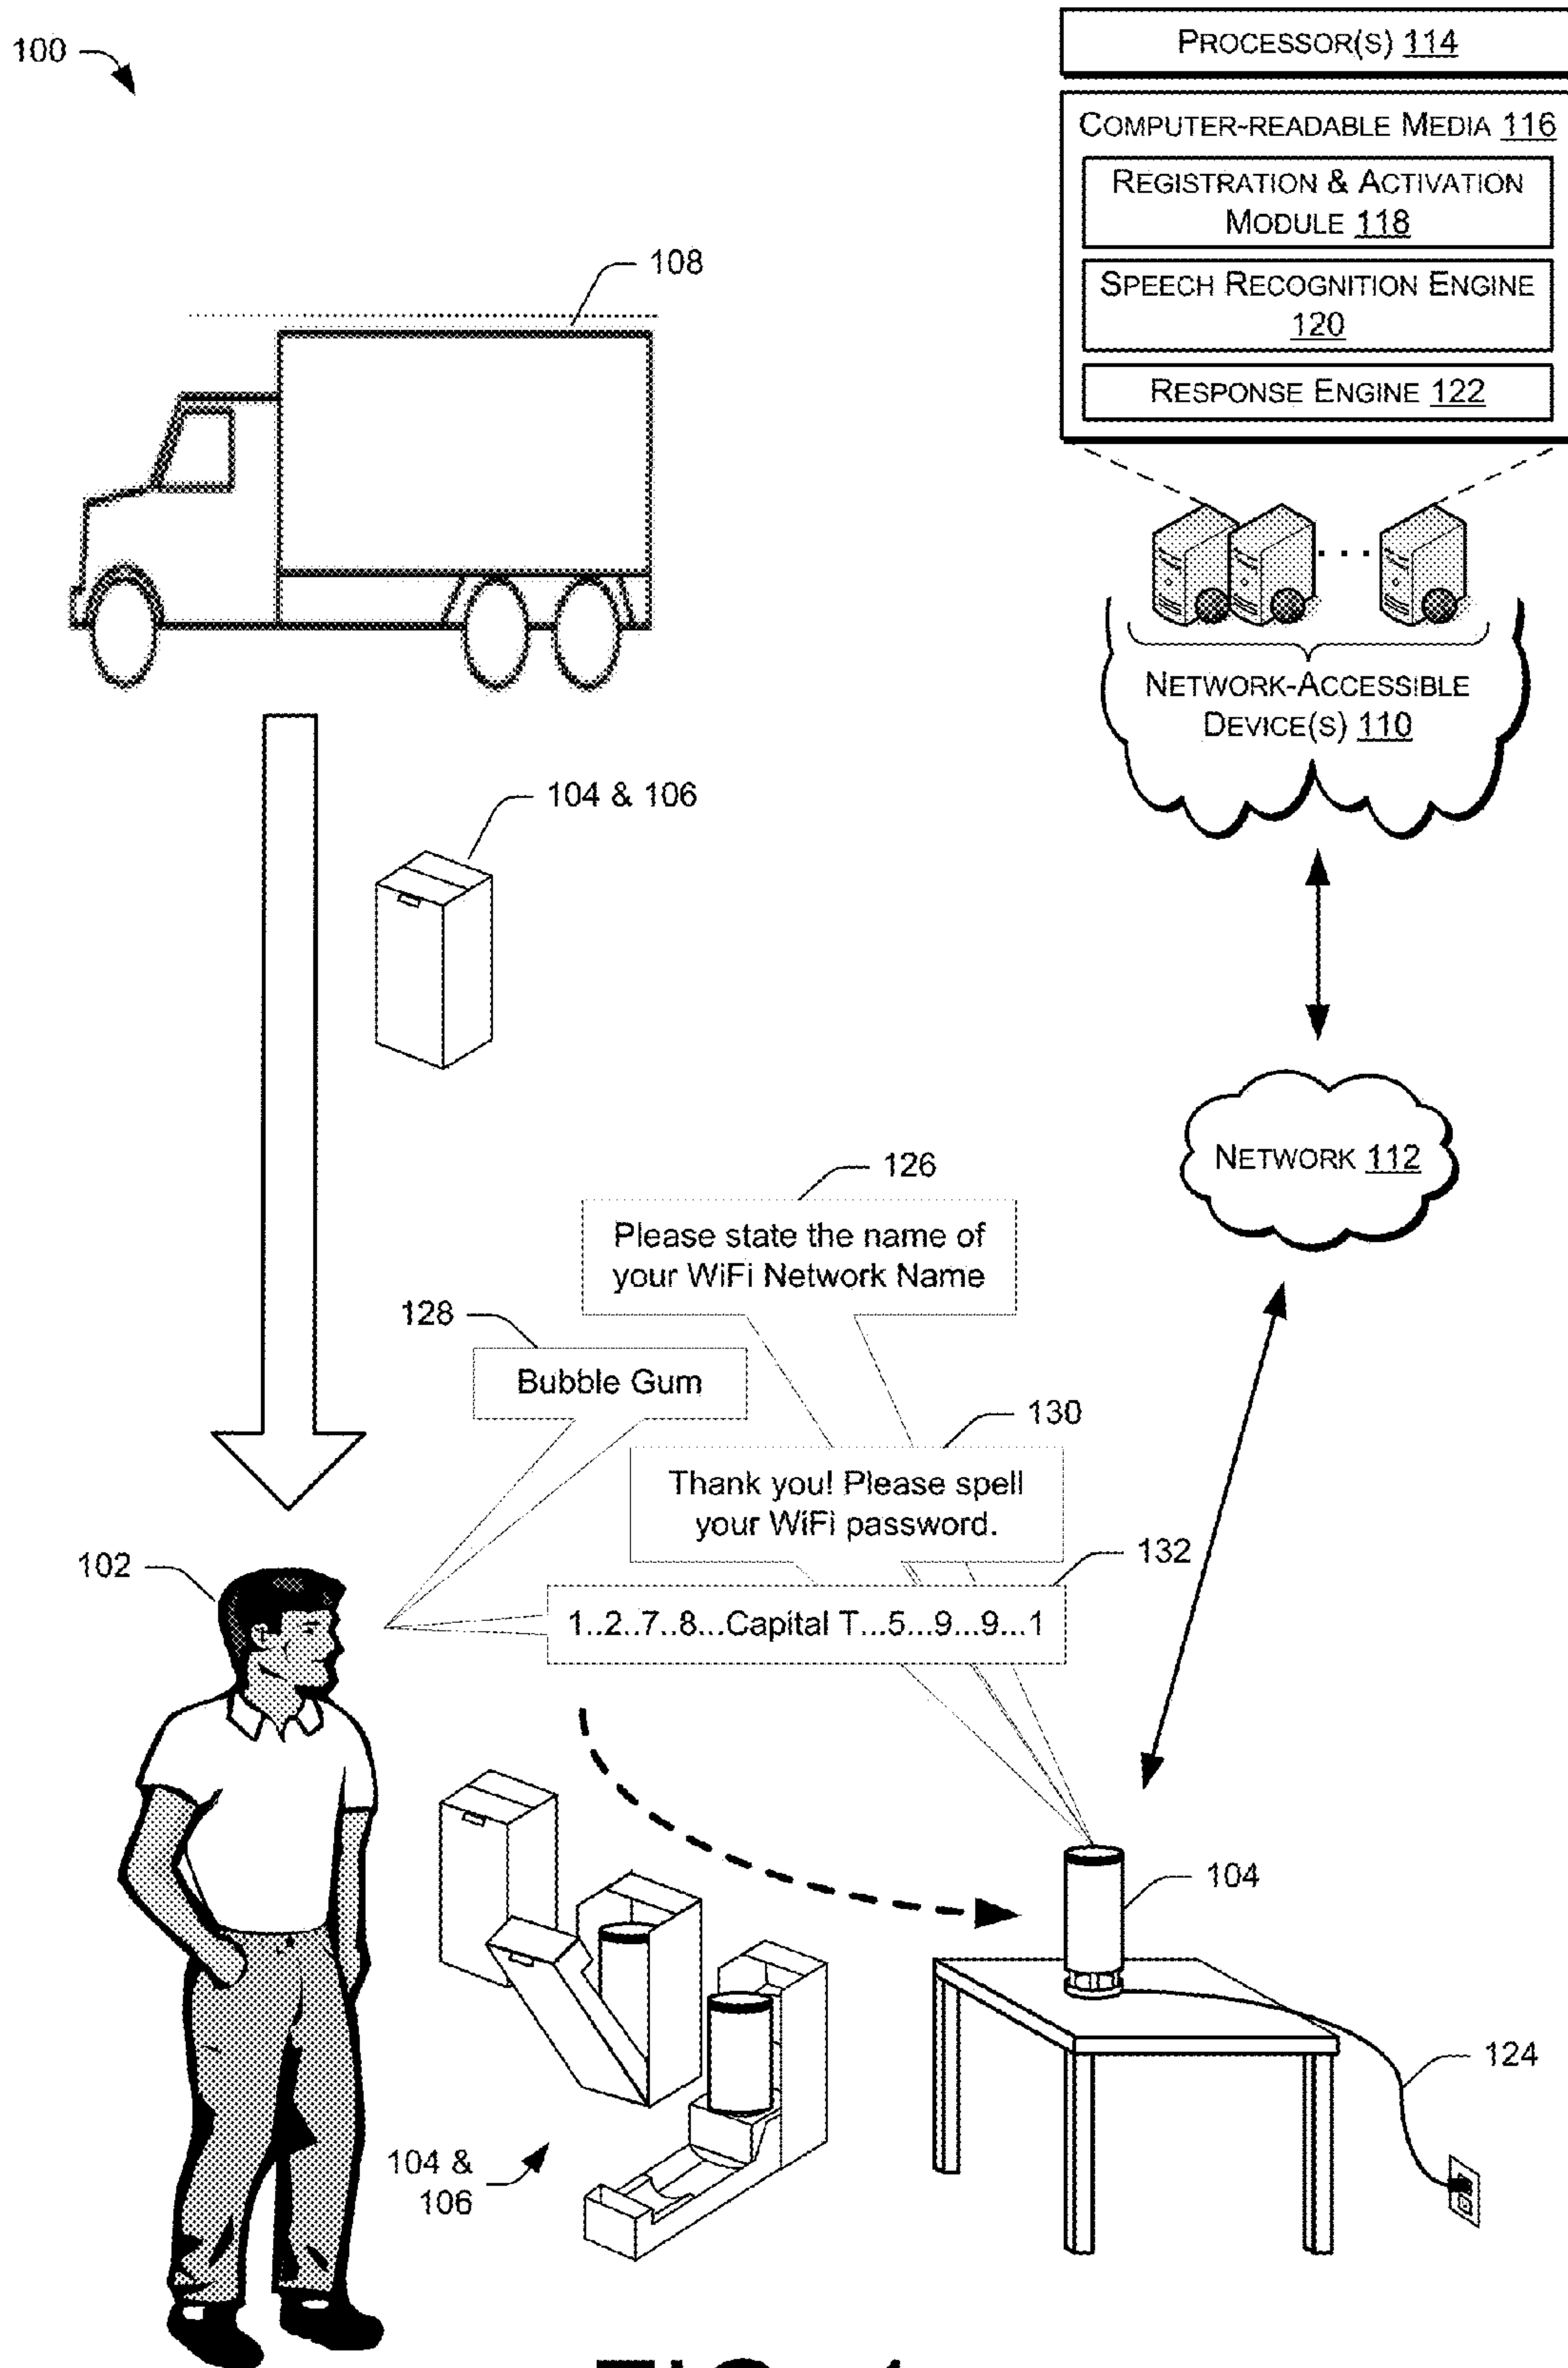 100
PROCESSOR(S) 114
COMPUTER-READABLE MEDIA 116
REGISTRATION & ACTIVATION
MODULE 118
SPEECH RECOGNITION ENGINE
120
RESPONSE ENGINE 122
108
NETWORK-ACCESSIBLE
DEVICE(S) 110
104 & 106
NETWORK 112
126
Please state the name of
your WiFi Network Name
128
Bubble Gum
130
Thank you! Please spell
your WiFi password.
132
1..2..7..8...Capital T...5...9...9...1
102
104
124
104 &
106